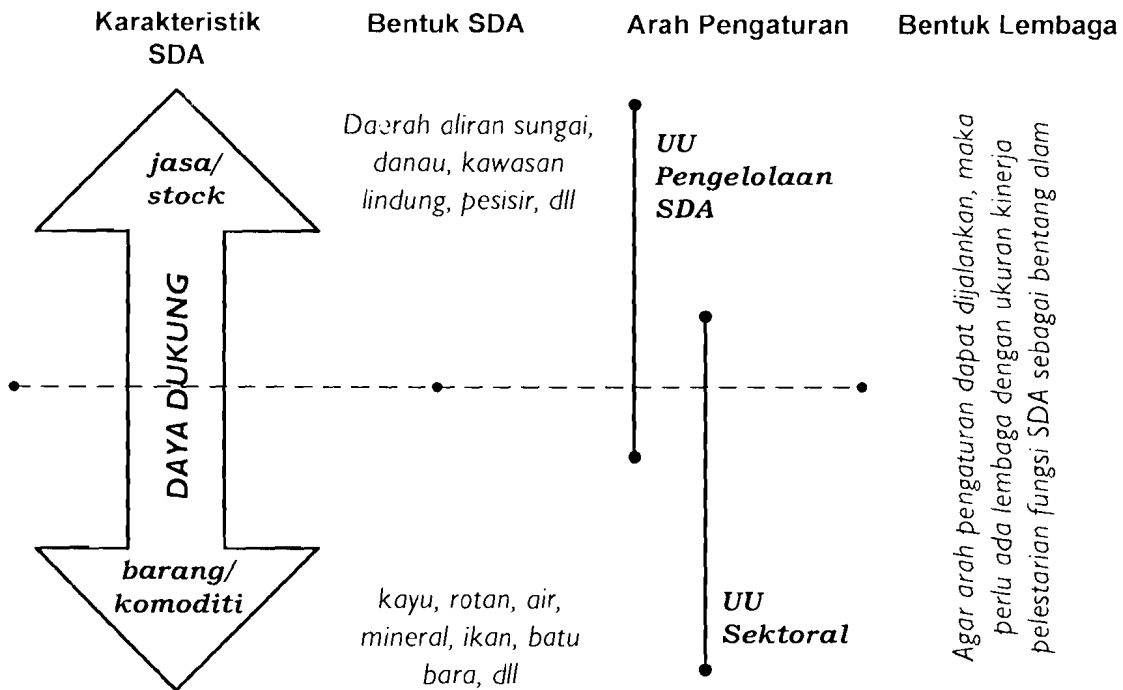 Karakteristik
SDA
Bentuk SDA
Arah Pengaturan
Bentuk Lembaga
jasa/
stock
DAYA DUKUNG
barang/
komoditi
Daerah aliran sungai,
danau, kawasan
lindung, pesisir, dll
kayu, rotan, air,
mineral, ikan, batu
bara, dll
UU
Pengelolaan
SDA
UU
Sektoral
Agar arah pengaturan dapat dijalankan, maka
perlu ada lembaga dengan ukuran kinerja
pelestarian fungsi SDA sebagai bentang alam